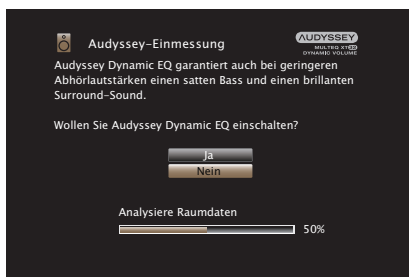 Audyssey-Einmessung
AUDYSSEY
MULTEQ XT32
DYNAMIC VOLUME
Audyssey Dynamic EQ garantiert auch bei geringeren
Abhörlautstärken einen satten Bass und einen brillanten
Surround-Sound.
Wollen Sie Audyssey Dynamic EQ einschalten?
Ja
Nein
Analysiere Raumdaten
50%